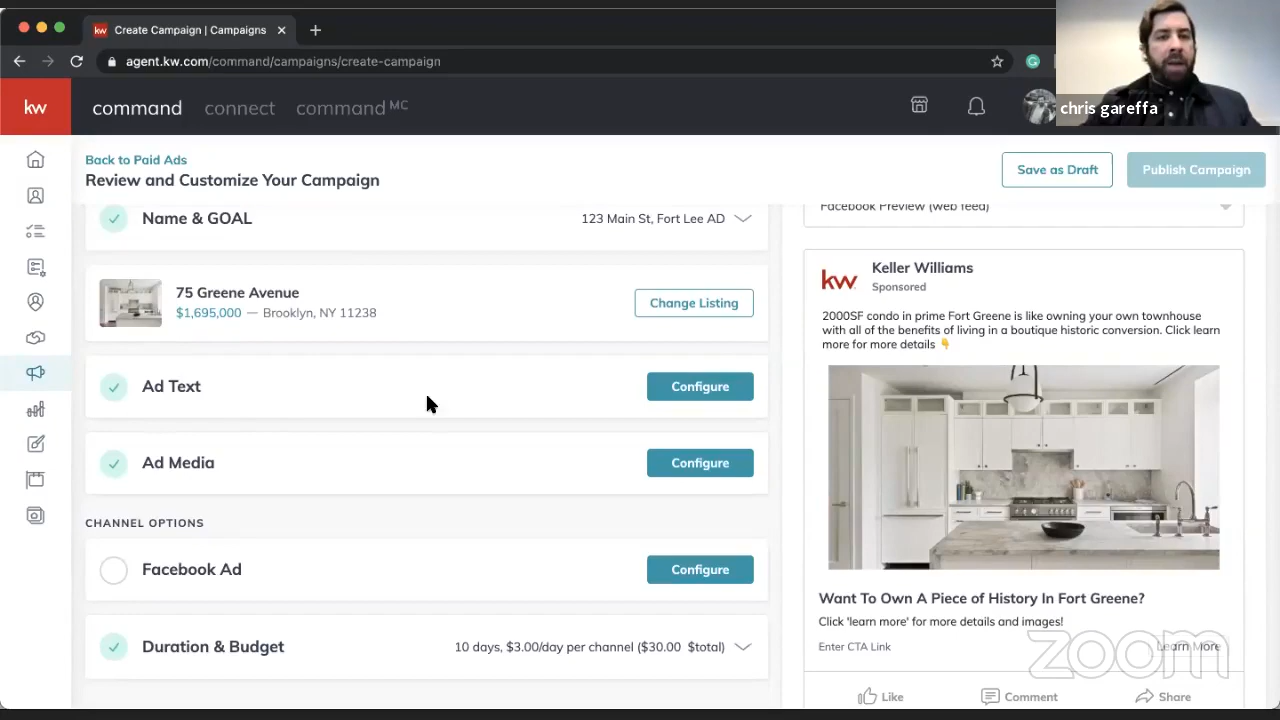 kw Create Campaign | Campaigns
agent.kw.com/command/campaigns/create-campaign
kw command connect command MC
chris gareffa
Back to Paid Ads
Review and Customize Your Campaign
Save as Draft
Publish Campaign
Name & GOAL
123 Main St, Fort Lee AD
75 Greene Avenue
$1,695,000 — Brooklyn, NY 11238
Change Listing
Ad Text
Configure
Ad Media
Configure
CHANNEL OPTIONS
Facebook Ad
Configure
Duration & Budget
10 days, $3.00/day per channel ($30.00 $total)
Facebook Preview (web feed)
kw
Keller Williams
Sponsored
2000SF condo in prime Fort Greene is like owning your own townhouse
with all of the benefits of living in a boutique historic conversion. Click learn
more for more details 👇
Want To Own A Piece of History In Fort Greene?
Click 'learn more' for more details and images!
Enter CTA Link
Learn More
zoom
Like
Comment
Share